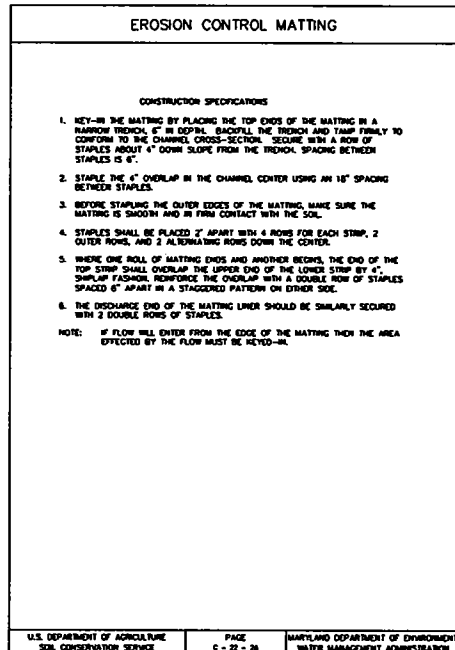 EROSION CONTROL MATTING
CONSTRUCTION SPECIFICATIONS
1. KEY-IN THE MATTING BY PLACING THE TOP ENDS OF THE MATTING IN A
NARROW TRENCH, 6" IN DEPTH. BACKFILL THE TRENCH AND TAMP FIRMLY TO
CONFORM TO THE CHANNEL CROSS-SECTION. SECURE WITH A ROW OF
STAPLES ABOUT 4" DOWN SLOPE FROM THE TRENCH. SPACING BETWEEN
STAPLES IS 6".
2. STAPLE THE 4" OVERLAP IN THE CHANNEL CENTER USING AN 18" SPACING
BETWEEN STAPLES.
3. BEFORE STAPLING THE OUTER EDGES OF THE MATTING, MAKE SURE THE
MATTING IS SMOOTH AND IN FIRM CONTACT WITH THE SOIL.
4. STAPLES SHALL BE PLACED 2' APART WITH 4 ROWS FOR EACH STRIP, 2
OUTER ROWS, AND 2 ALTERNATING ROWS DOWN THE CENTER.
5. WHERE ONE ROLL OF MATTING ENDS AND ANOTHER BEGINS, THE END OF THE
TOP STRIP SHALL OVERLAP THE UPPER END OF THE LOWER STRIP BY 4",
SHIPLAP FASHION. REINFORCE THE OVERLAP WITH A DOUBLE ROW OF STAPLES
SPACED 6" APART IN A STAGGERED PATTERN ON EITHER SIDE.
6. THE DISCHARGE END OF THE MATTING LINER SHOULD BE SIMILARLY SECURED
WITH 2 DOUBLE ROWS OF STAPLES.
NOTE: IF FLOW WILL ENTER FROM THE EDGE OF THE MATTING THEN THE AREA
EFFECTED BY THE FLOW MUST BE KEYED-IN.
U.S. DEPARTMENT OF AGRICULTURE
SOIL CONSERVATION SERVICE
PAGE
C - 22 - 2A
MARYLAND DEPARTMENT OF ENVIRONMENT
WATER MANAGEMENT ADMINISTRATION